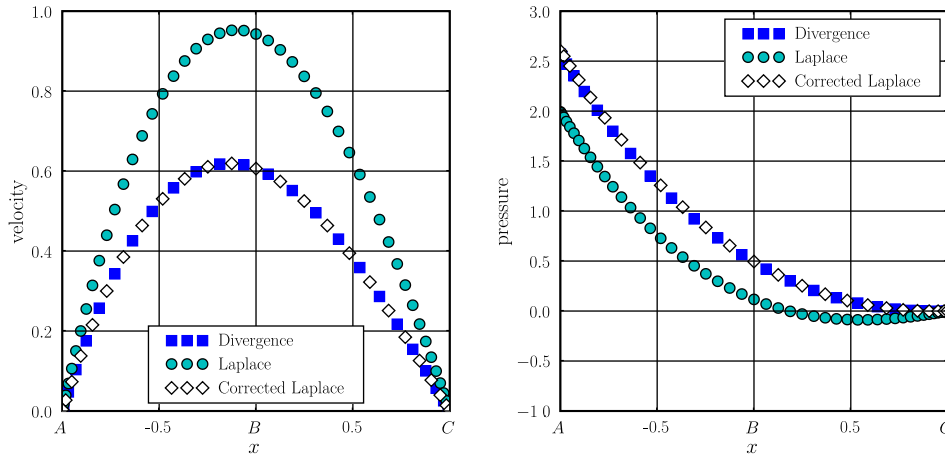 1.0
0.8
0.6
0.4
0.2
0.0
velocity
A
-0.5
B
0.5
C
x
Divergence
Laplace
Corrected Laplace
3.0
2.5
2.0
1.5
1.0
0.5
0.0
−0.5
−1 0
pressure
A
-0.5
B
0.5
C
x
Divergence
Laplace
Corrected Laplace